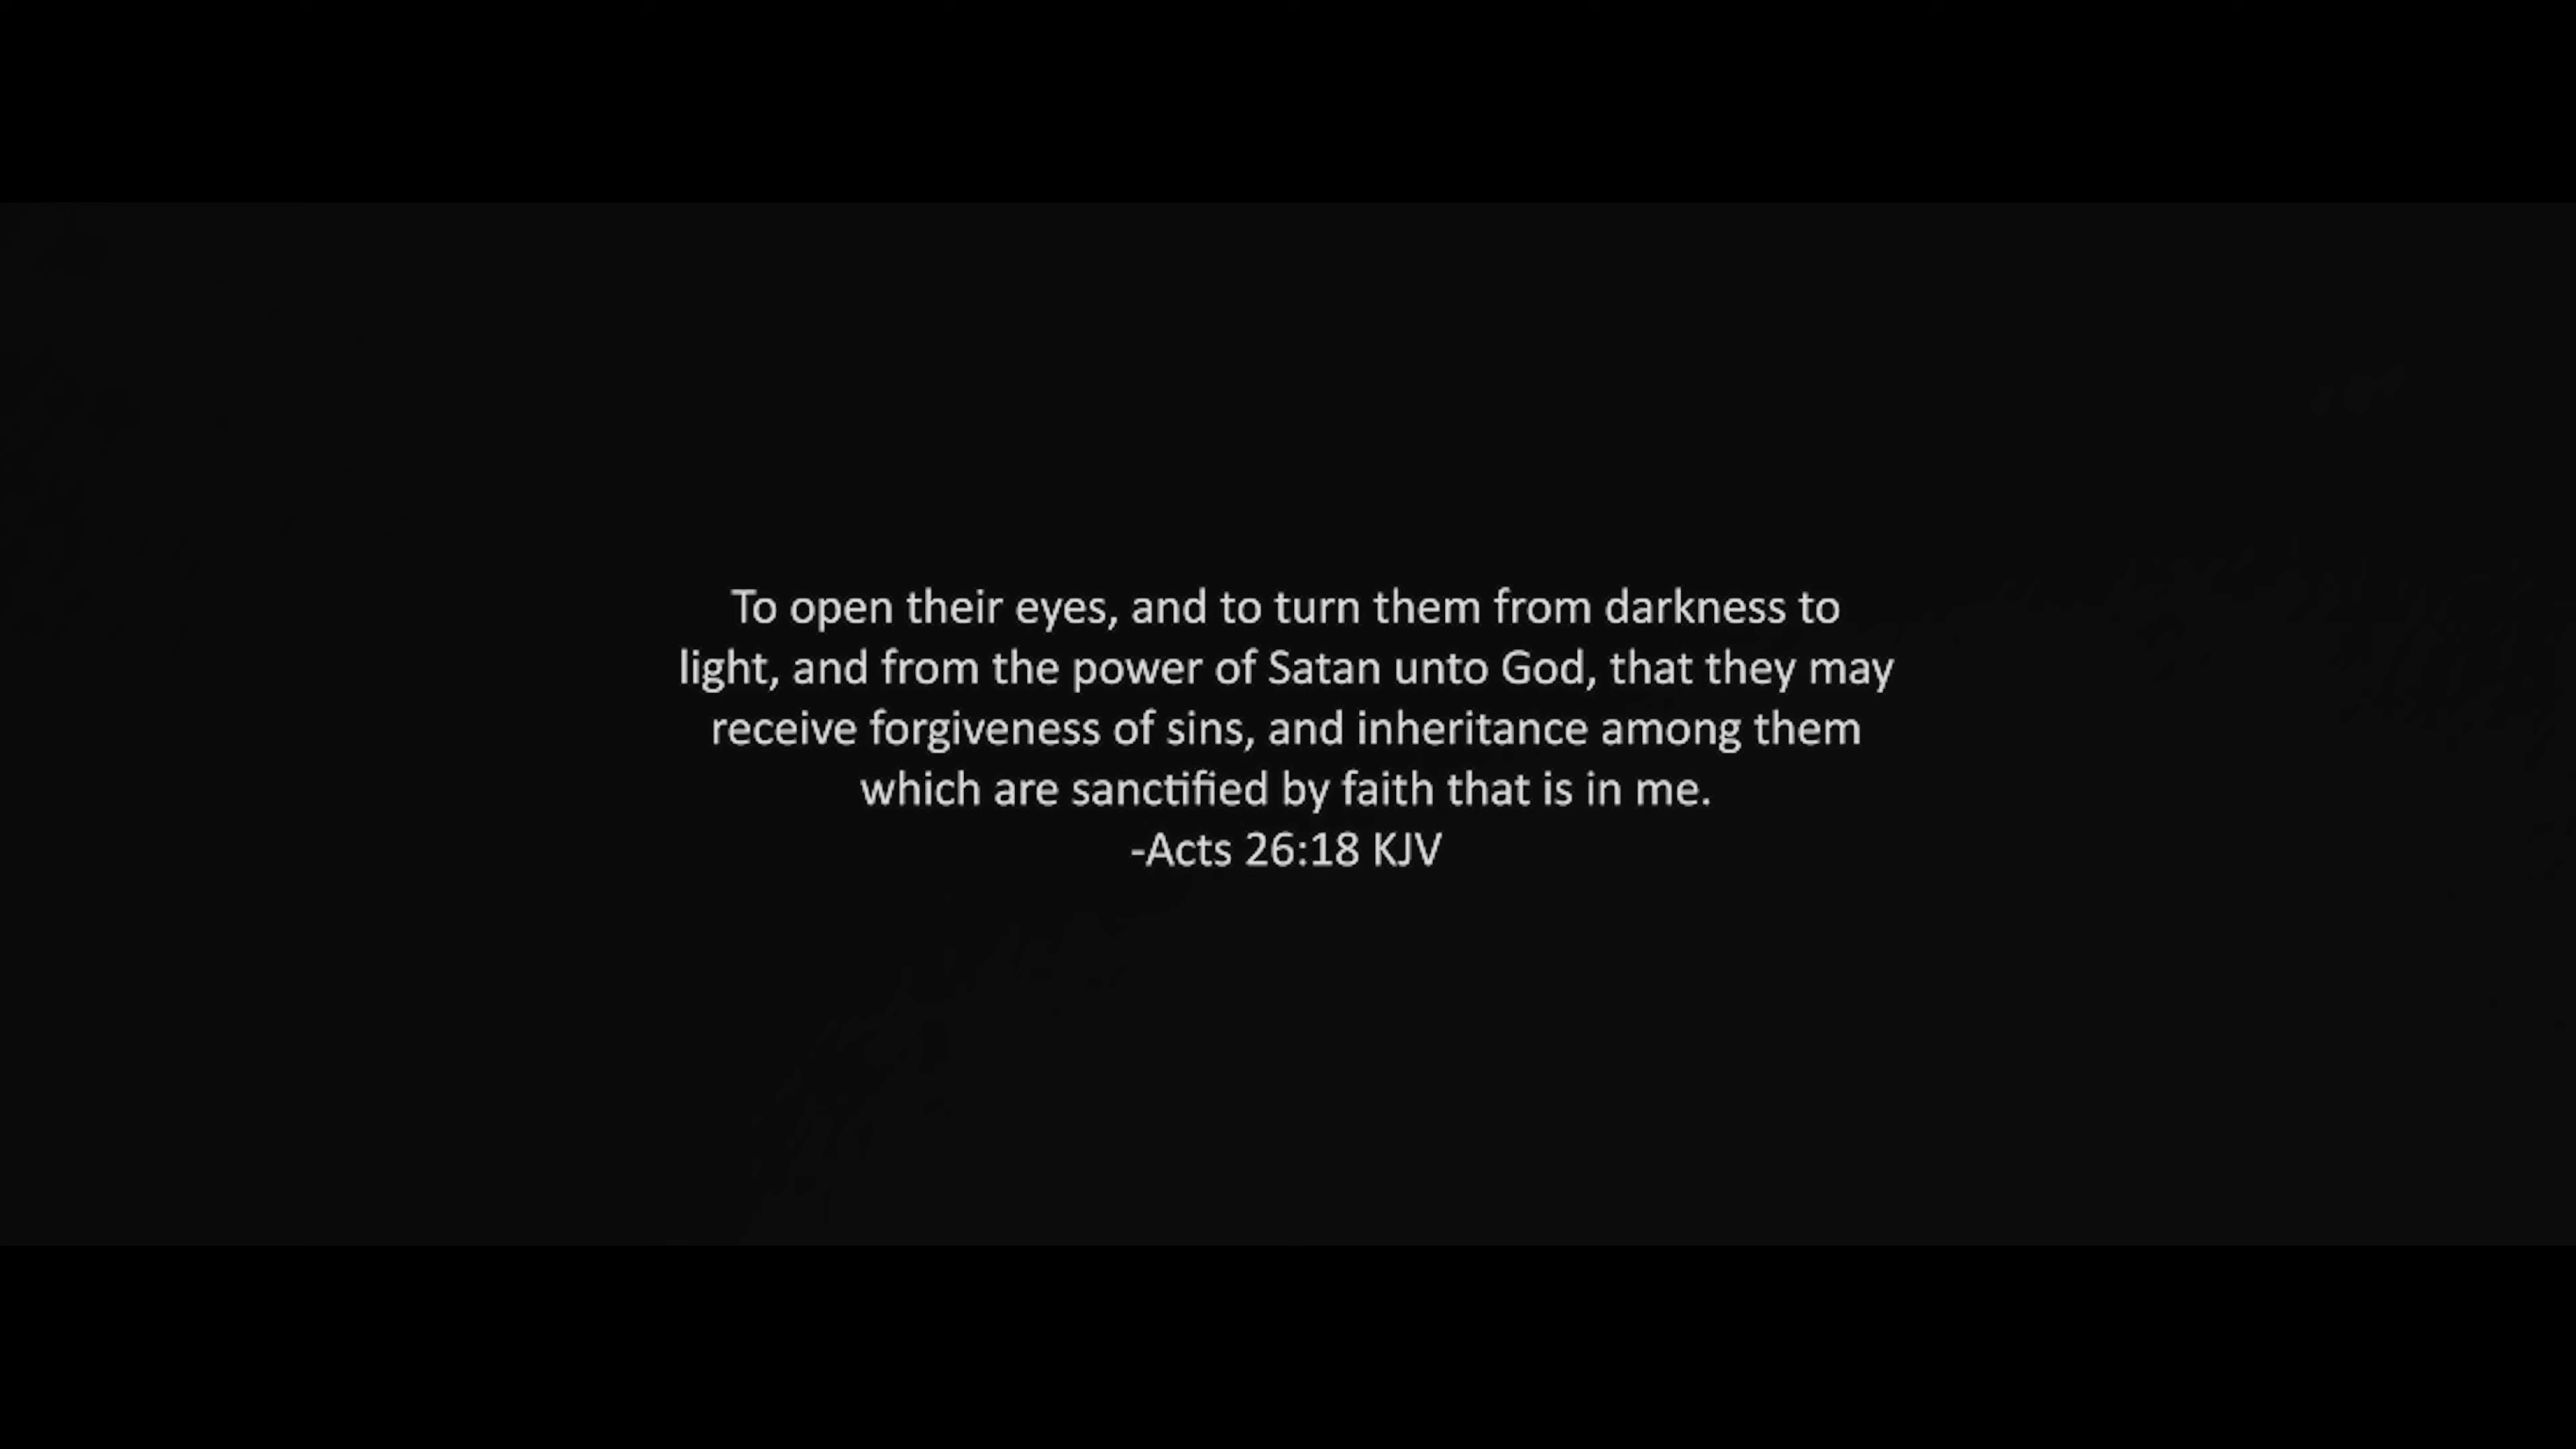 To open their eyes, and to turn them from darkness to
light, and from the power of Satan unto God, that they may
receive forgiveness of sins, and inheritance among them
which are sanctified by faith that is in me.
-Acts 26:18 KJV